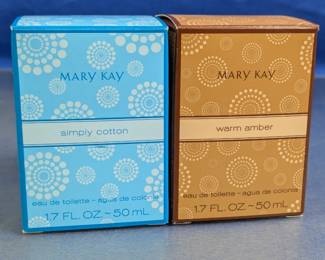 MARY KAY
simply cotton
eau de toilette ~ agua de colonia
1.7 FL. OZ. ~ 50 mL
MARY KAY
warm amber
eau de toilette ~ agua de colonia
1.7 FL. OZ. ~ 50 mL